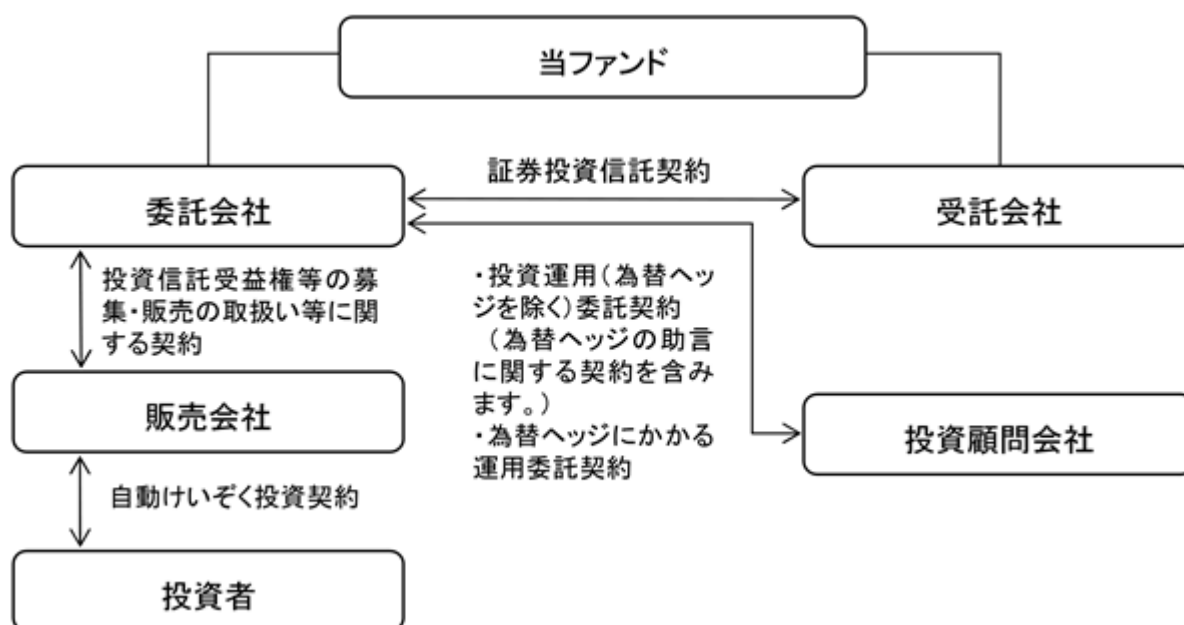 当ファンド
証券投資信託契約
委託会社
受託会社
投資信託受益権等の募
集・販売の取扱い等に関
する契約
・投資運用(為替ヘッ
ジを除く)委託契約
(為替ヘッジの助言
に関する契約を含み
ます。)
・為替ヘッジにかかる
運用委託契約
販売会社
投資顧問会社
自動けいぞく投資契約
投資者